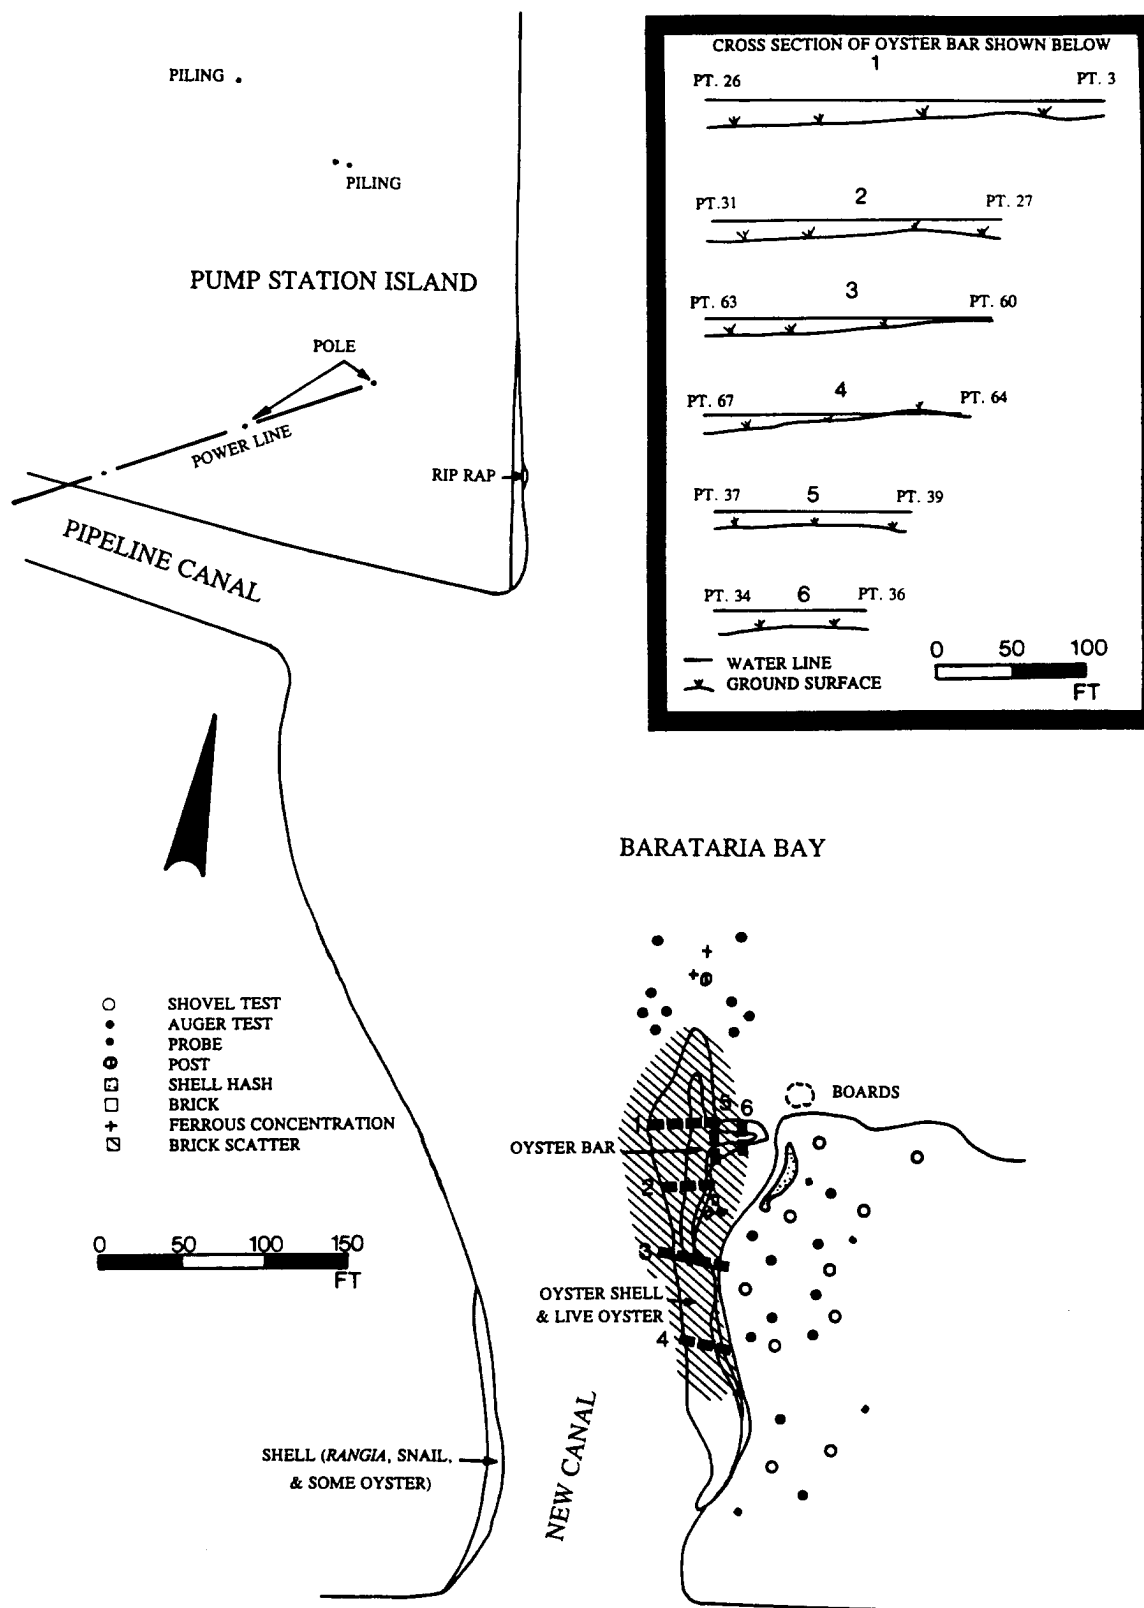 CROSS SECTION OF OYSTER BAR SHOWN BELOW
1
PT. 26
PT. 3
PT.31
2
PT. 27
PT. 63
3
PT. 60
PT. 67
4
PT. 64
PT. 37
5
PT. 39
PT. 34
6
PT. 36
WATER LINE
GROUND SURFACE
0 50 100
FT
PILING
PILING
PUMP STATION ISLAND
POLE
POWER LINE
RIP RAP
PIPELINE CANAL
BARATARIA BAY
SHOVEL TEST
AUGER TEST
PROBE
POST
SHELL HASH
BRICK
FERROUS CONCENTRATION
BRICK SCATTER
0 50 100 150
FT
BOARDS
5
6
1
OYSTER BAR
2
3
OYSTER SHELL
& LIVE OYSTER
4
SHELL (RANGIA, SNAIL,
& SOME OYSTER)
NEW CANAL